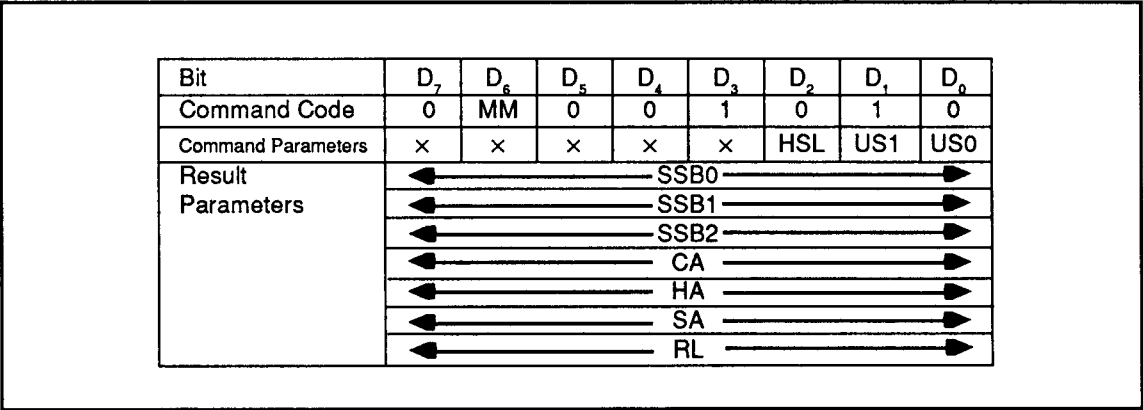 Bit D7 D6 D5 D4 D3 D2 D1 D0
Command Code 0 MM 0 0 1 0 1 0
Command Parameters × × × × × HSL US1 US0
Result SSB0
Parameters SSB1
SSB2
CA
HA
SA
RL